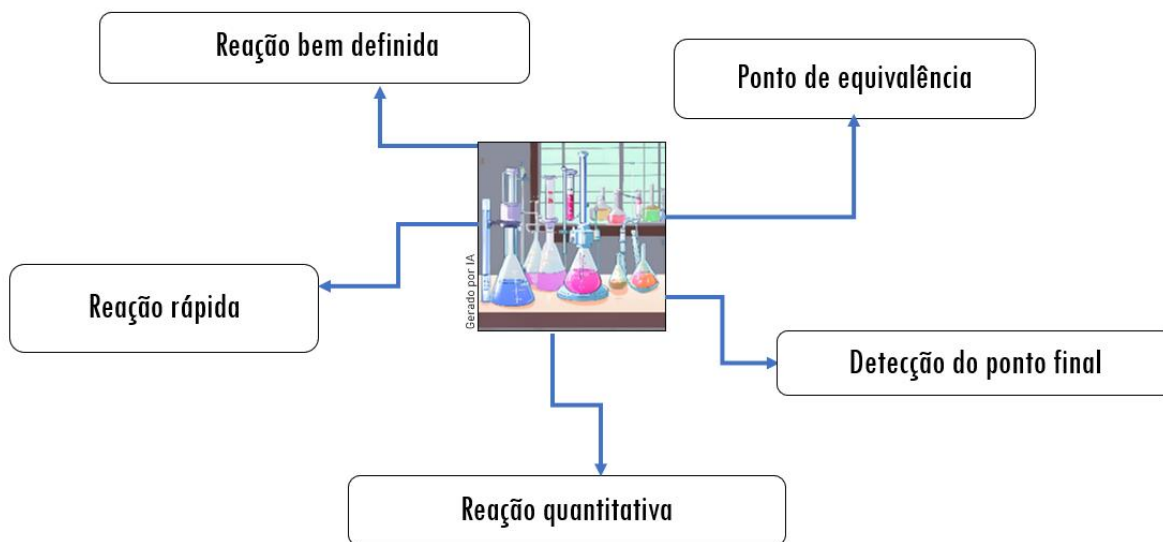 Reação bem definida
Ponto de equivalência
Reação rápida
Gerado por IA
Detecção do ponto final
Reação quantitativa